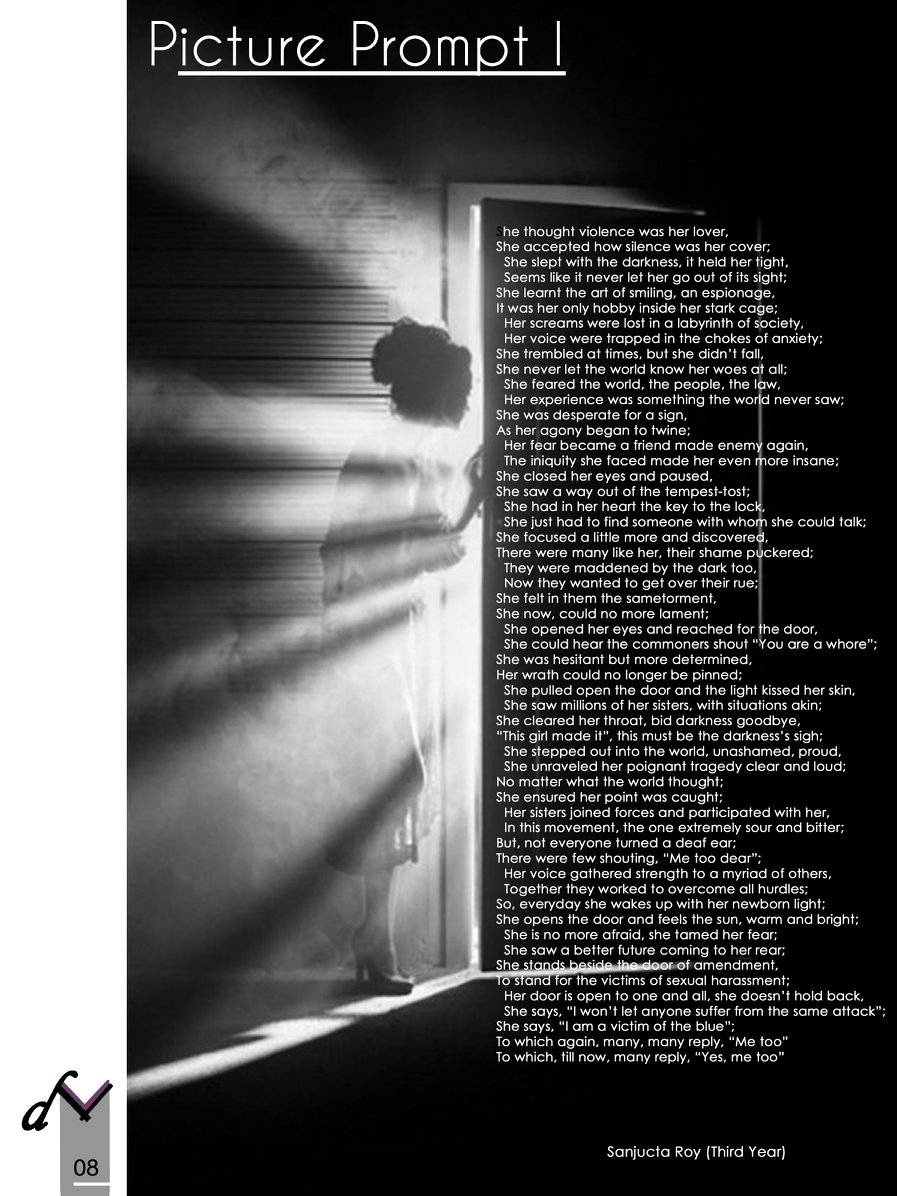 Picture Prompt I
She thought violence was her lover,
She accepted how silence was her cover;
She slept with the darkness, it held her tight,
Seems like it never let her go out of its sight;
She learnt the art of smiling, an espionage,
It was her only hobby inside her stark cage;
Her screams were lost in a labyrinth of society,
Her voice were trapped in the chokes of anxiety;
She trembled at times, but she didn’t fall,
She never let the world know her woes at all;
She feared the world, the people, the law,
Her experience was something the world never saw;
She was desperate for a sign,
As her agony began to twine;
Her fear became a friend made enemy again,
The iniquity she faced made her even more insane;
She closed her eyes and paused,
She saw a way out of the tempest-tost;
She had in her heart the key to the lock,
She just had to find someone with whom she could talk;
She focused a little more and discovered,
There were many like her, their shame puckered;
They were maddened by the dark too,
Now they wanted to get over their rue;
She felt in them the sametorment,
She now, could no more lament;
She opened her eyes and reached for the door,
She could hear the commoners shout “You are a whore”;
She was hesitant but more determined,
Her wrath could no longer be pinned;
She pulled open the door and the light kissed her skin,
She saw millions of her sisters, with situations akin;
She cleared her throat, bid darkness goodbye,
“This girl made it”, this must be the darkness’s sigh;
She stepped out into the world, unashamed, proud,
She unraveled her poignant tragedy clear and loud;
No matter what the world thought;
She ensured her point was caught;
Her sisters joined forces and participated with her,
In this movement, the one extremely sour and bitter;
But, not everyone turned a deaf ear;
There were few shouting, “Me too dear”;
Her voice gathered strength to a myriad of others,
Together they worked to overcome all hurdles;
So, everyday she wakes up with her newborn light;
She opens the door and feels the sun, warm and bright;
She is no more afraid, she tamed her fear;
She saw a better future coming to her rear;
She stands beside the door of amendment,
To stand for the victims of sexual harassment;
Her door is open to one and all, she doesn’t hold back,
She says, “I won’t let anyone suffer from the same attack”;
She says, “I am a victim of the blue”;
To which again, many, many reply, “Me too”
To which, till now, many reply, “Yes, me too”
Sanjucta Roy (Third Year)
08